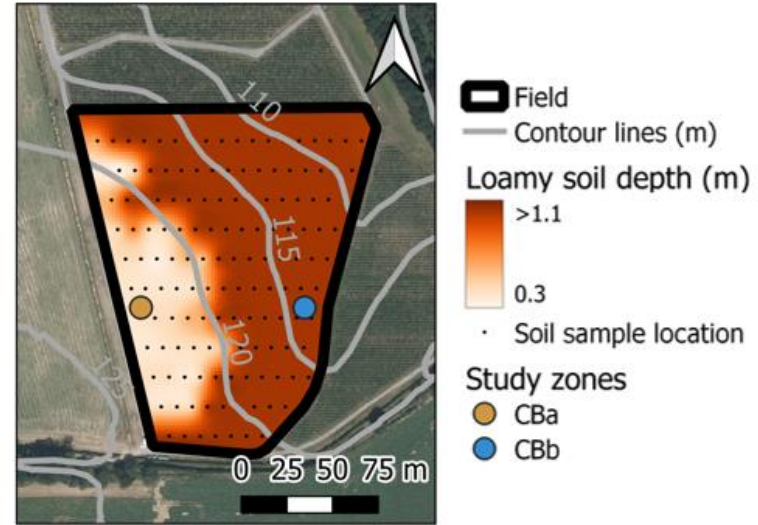 110
115
120
0 25 50 75 m
Field
Contour lines (m)
Loamy soil depth (m)
>1.1
0.3
Soil sample location
Study zones
CBa
CBb